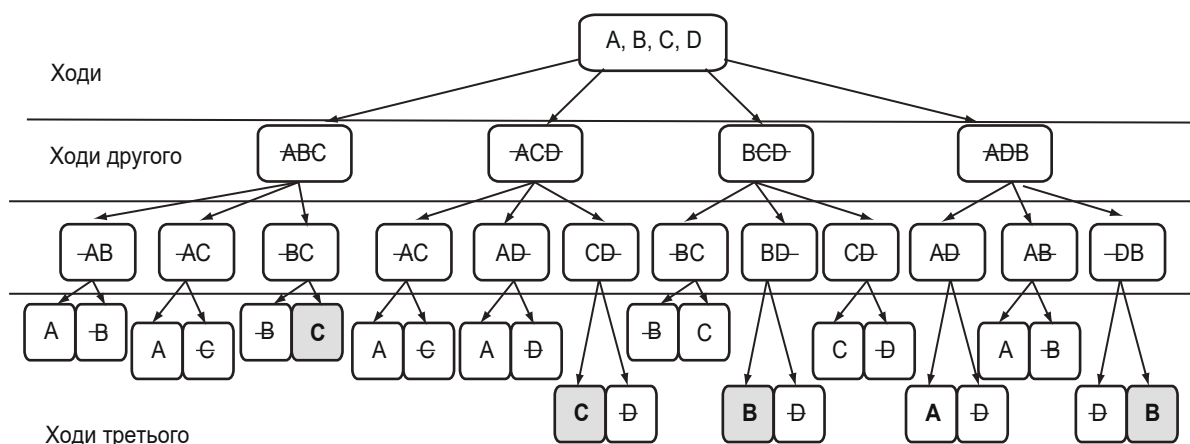 A, B, C, D
Ходи
Ходи другого
ABC
ACD
BCD
ADB
AB
AC
BC
AC
AD
CD
BC
BD
CD
AD
AB
DB
A B
A C
B C
A C
A D
B C
C D
A B
C D
B D
A D
D B
Ходи третього